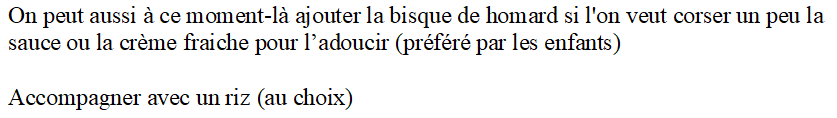 On peut aussi à ce moment-là ajouter la bisque de homard si l'on veut corser un peu la
sauce ou la crème fraiche pour l’adoucir (préféré par les enfants)
Accompagner avec un riz (au choix)